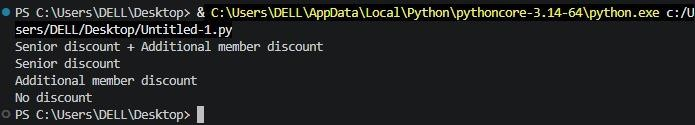 PS C:\Users\DELL\Desktop> & C:\Users\DELL\AppData\Local\Python\pythoncore-3.14-64\python.exe c:/U
sers/DELL/Desktop/Untitled-1.py
Senior discount + Additional member discount
Senior discount
Additional member discount
No discount
PS C:\Users\DELL\Desktop>